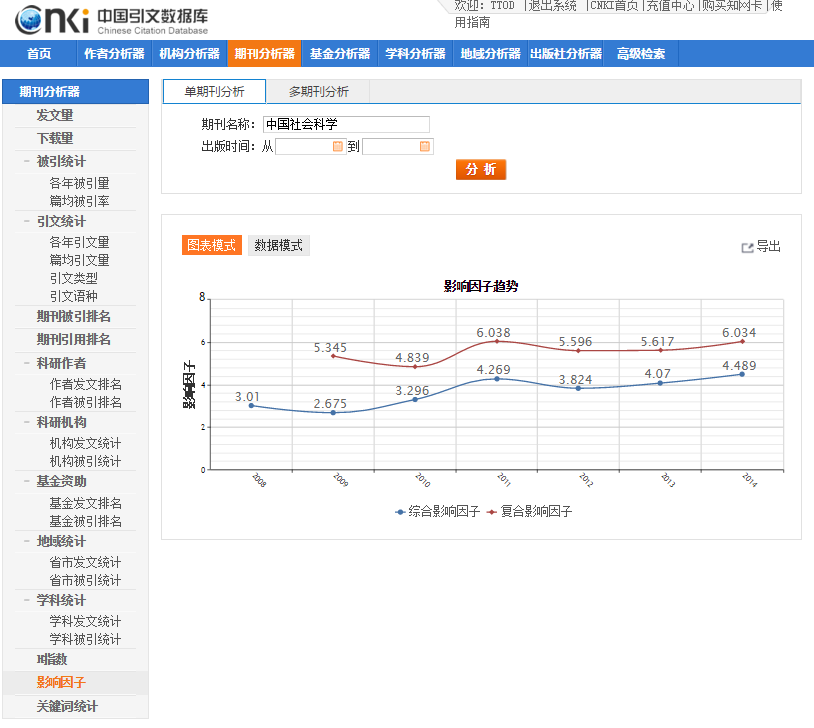 欢迎: TTOD |退出系统 |CNKI首页|充值中心|购买知网卡|使
用指南
Cnki 中国引文数据库
Chinese Citation Database
首页 作者分析器 机构分析器 期刊分析器 基金分析器 学科分析器 地域分析器 出版社分析器 高级检索
期刊分析器
发文量
下载量
被引统计
各年被引量
篇均被引率
引文统计
各年引文量
篇均引文量
引文类型
引文语种
期刊被引排名
期刊引用排名
科研作者
作者发文排名
作者被引排名
科研机构
机构发文统计
机构被引统计
基金资助
基金发文排名
基金被引排名
地域统计
省市发文统计
省市被引统计
学科统计
学科发文统计
学科被引统计
H指数
影响因子
关键词统计
单期刊分析 多期刊分析
期刊名称: 中国社会科学
出版时间: 从 到
分 析
图表模式 数据模式 导出
影响因子趋势
影响因子
8
6
4
2
0
5.345 4.839 6.038 5.596 5.617 6.034
3.01 2.675 3.296 4.269 3.824 4.07 4.489
2008 2009 2010 2011 2012 2013 2014
综合影响因子 复合影响因子